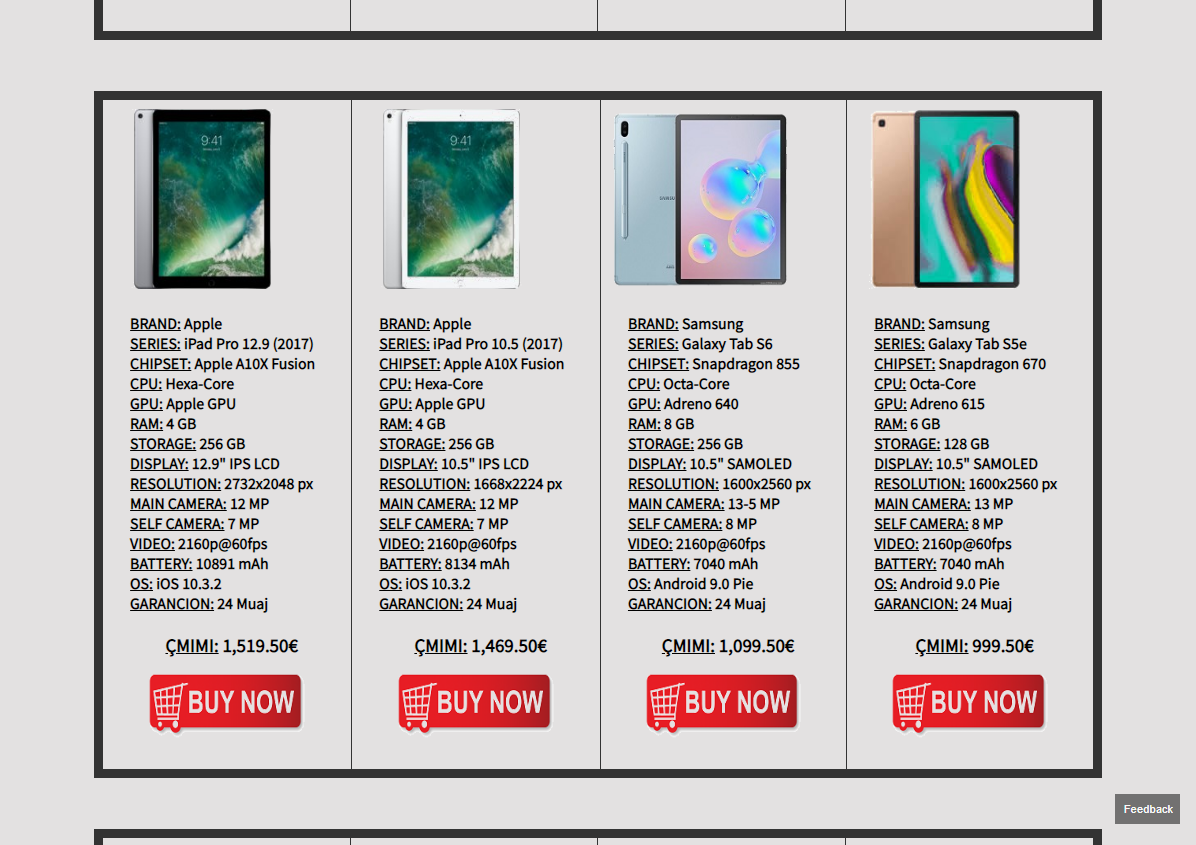 9:41
BRAND: Apple
SERIES: iPad Pro 12.9 (2017)
CHIPSET: Apple A10X Fusion
CPU: Hexa-Core
GPU: Apple GPU
RAM: 4 GB
STORAGE: 256 GB
DISPLAY: 12.9" IPS LCD
RESOLUTION: 2732x2048 px
MAIN CAMERA: 12 MP
SELF CAMERA: 7 MP
VIDEO: 2160p@60fps
BATTERY: 10891 mAh
OS: iOS 10.3.2
GARANCION: 24 Muaj
ÇMIMI: 1,519.50€
BUY NOW
9:41
BRAND: Apple
SERIES: iPad Pro 10.5 (2017)
CHIPSET: Apple A10X Fusion
CPU: Hexa-Core
GPU: Apple GPU
RAM: 4 GB
STORAGE: 256 GB
DISPLAY: 10.5" IPS LCD
RESOLUTION: 1668x2224 px
MAIN CAMERA: 12 MP
SELF CAMERA: 7 MP
VIDEO: 2160p@60fps
BATTERY: 8134 mAh
OS: iOS 10.3.2
GARANCION: 24 Muaj
ÇMIMI: 1,469.50€
BUY NOW
BRAND: Samsung
SERIES: Galaxy Tab S6
CHIPSET: Snapdragon 855
CPU: Octa-Core
GPU: Adreno 640
RAM: 8 GB
STORAGE: 256 GB
DISPLAY: 10.5" SAMOLED
RESOLUTION: 1600x2560 px
MAIN CAMERA: 13-5 MP
SELF CAMERA: 8 MP
VIDEO: 2160p@60fps
BATTERY: 7040 mAh
OS: Android 9.0 Pie
GARANCION: 24 Muaj
ÇMIMI: 1,099.50€
BUY NOW
BRAND: Samsung
SERIES: Galaxy Tab S5e
CHIPSET: Snapdragon 670
CPU: Octa-Core
GPU: Adreno 615
RAM: 6 GB
STORAGE: 128 GB
DISPLAY: 10.5" SAMOLED
RESOLUTION: 1600x2560 px
MAIN CAMERA: 13 MP
SELF CAMERA: 8 MP
VIDEO: 2160p@60fps
BATTERY: 7040 mAh
OS: Android 9.0 Pie
GARANCION: 24 Muaj
ÇMIMI: 999.50€
BUY NOW
Feedback